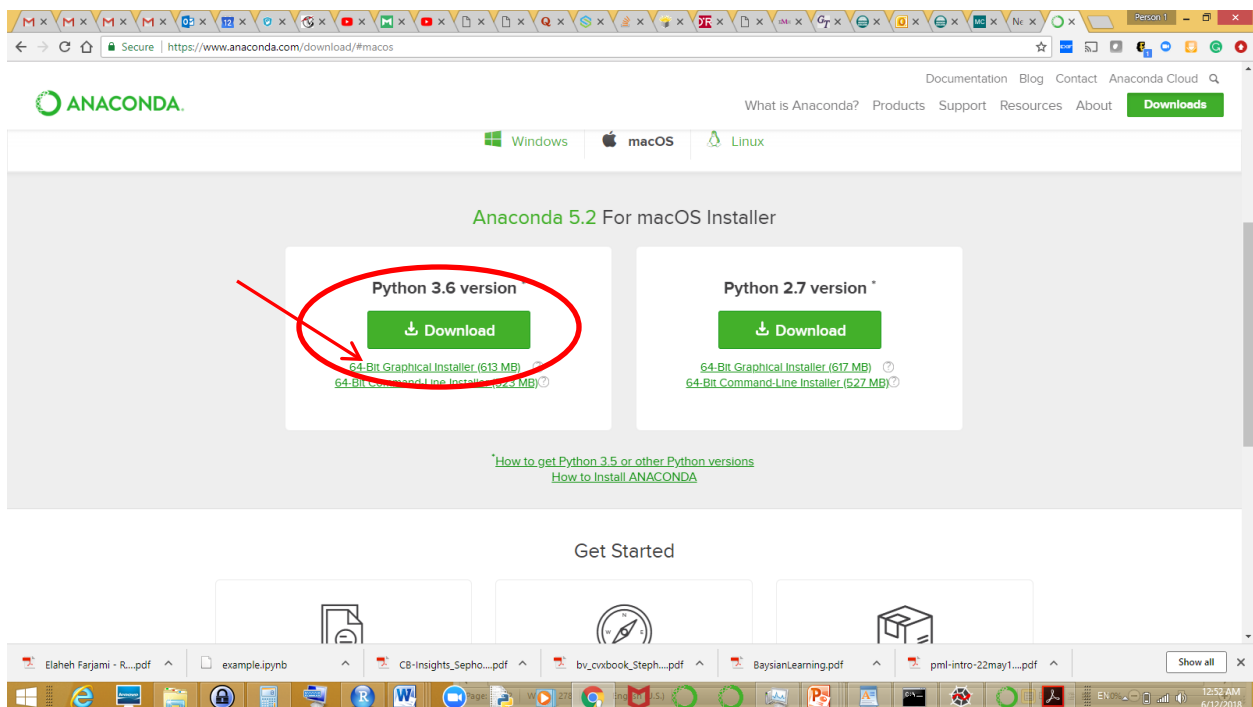 Person 1
Secure | https://www.anaconda.com/download/#macos
Documentation Blog Contact Anaconda Cloud
ANACONDA.
What is Anaconda? Products Support Resources About Downloads
Windows macOS Linux
Anaconda 5.2 For macOS Installer
Python 3.6 version *
Download
64-Bit Graphical Installer (613 MB)
64-Bit Command-Line Installer (523 MB)
Python 2.7 version *
Download
64-Bit Graphical Installer (617 MB)
64-Bit Command-Line Installer (527 MB)
*How to get Python 3.5 or other Python versions
How to Install ANACONDA
Get Started
Elaheh Farjami - R....pdf example.ipynb CB-Insights_Sepho....pdf bv_cvxbook_Steph....pdf BaysianLearning.pdf pml-intro-22may1....pdf Show all
12:52 AM
6/12/2018